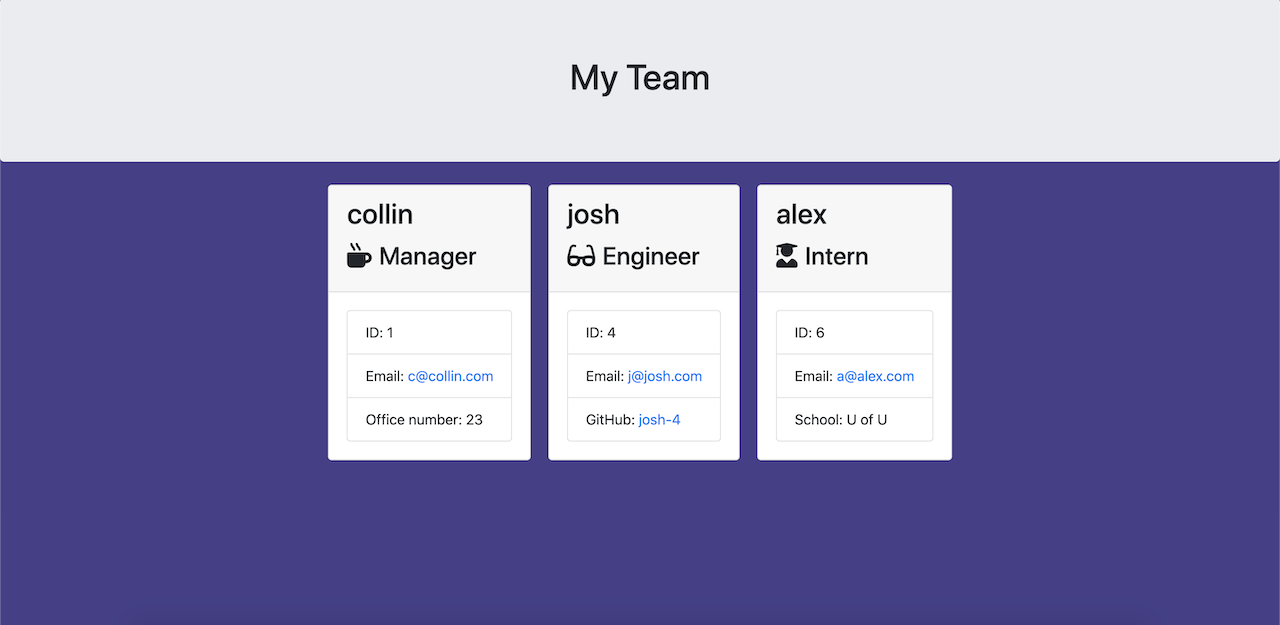 My Team
collin
Manager
ID: 1
Email: c@collin.com
Office number: 23
josh
Engineer
ID: 4
Email: j@josh.com
GitHub: josh-4
alex
Intern
ID: 6
Email: a@alex.com
School: U of U